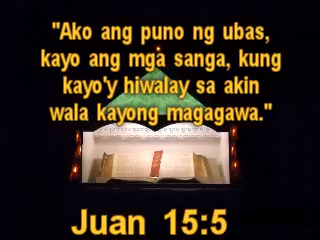 "Ako ang puno ng ubas,
kayo ang mga sanga, kung
kayo'y hiwalay sa akin
wala kayong magagawa."
Juan 15:5